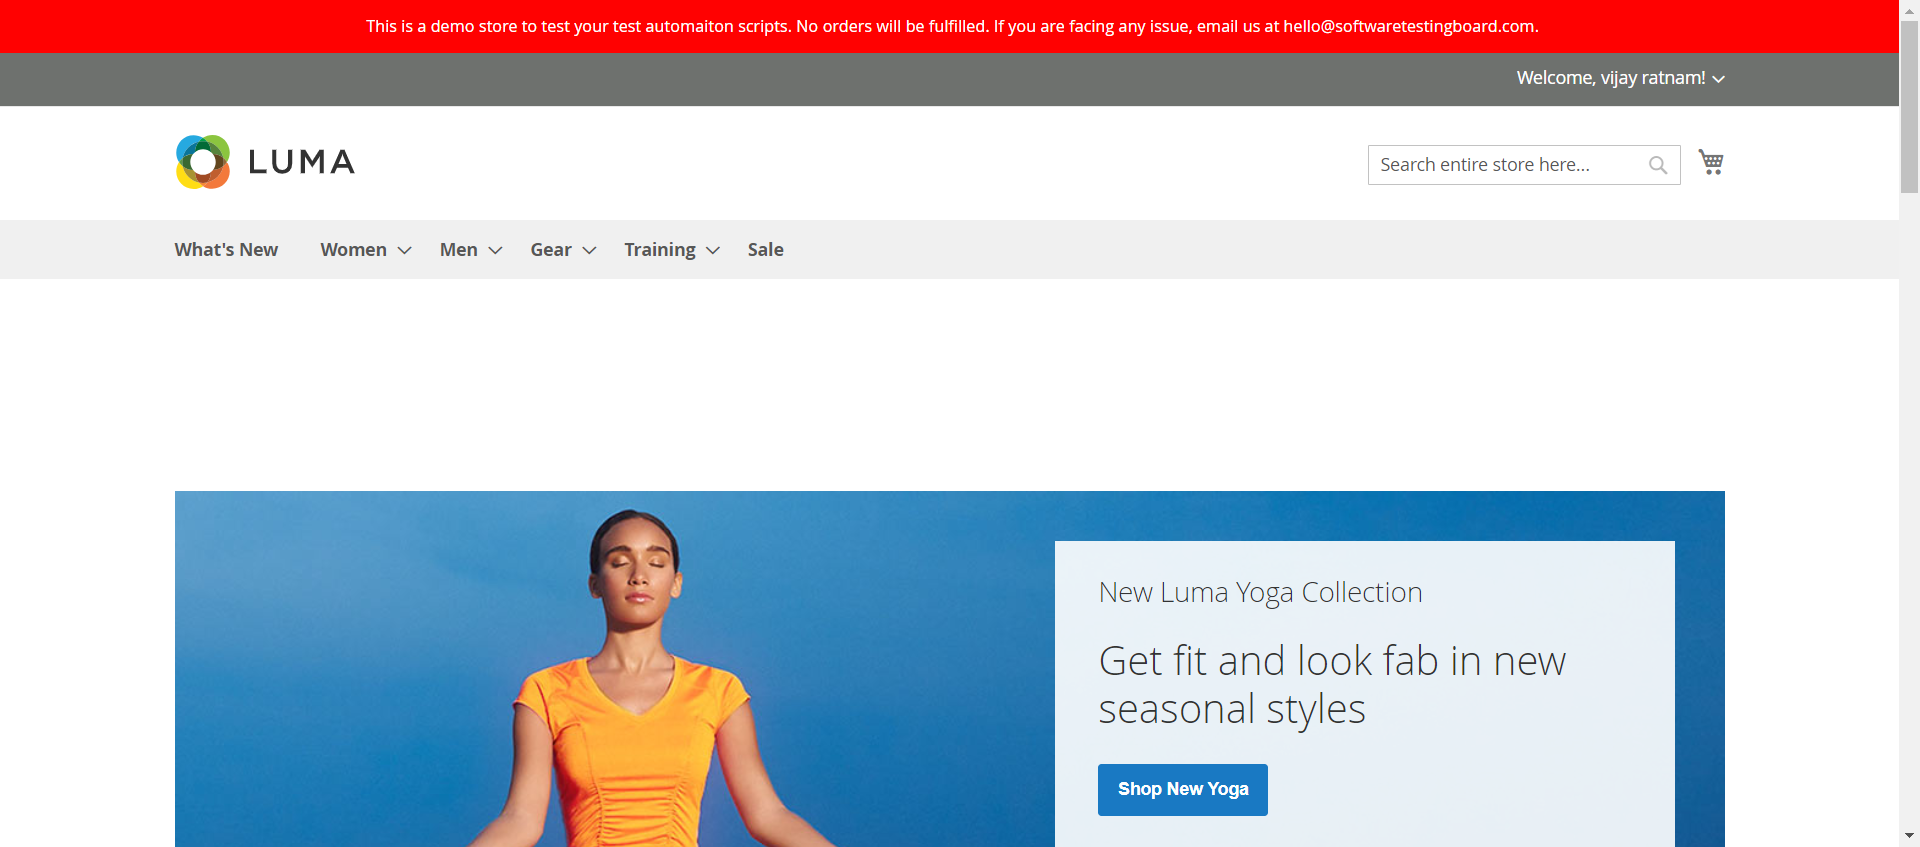 This is a demo store to test your test automaiton scripts. No orders will be fulfilled. If you are facing any issue, email us at hello@softwaretestingboard.com.
Welcome, vijay ratnam!
LUMA
Search entire store here...
What's New Women Men Gear Training Sale
New Luma Yoga Collection
Get fit and look fab in new
seasonal styles
Shop New Yoga